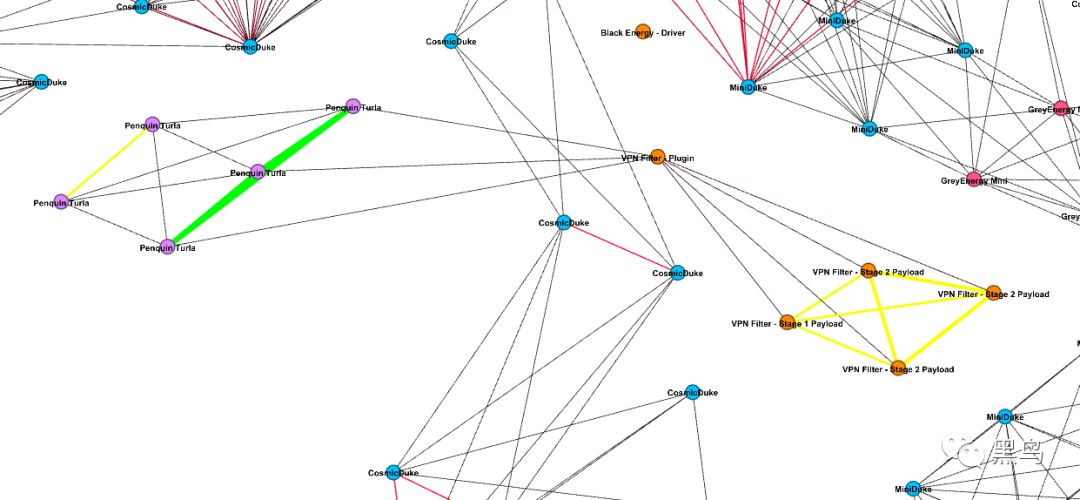 CosmicDuke
CosmicDuke
CosmicDuke
Black Energy - Driver
MiniDuke
MiniDuke
CosmicDuke
MiniDuke
Penquin Turla
Penquin Turla
MiniDuke
VPN Filter - Plugin
Penquin Turla
GreyEnergy Mini
Penquin Turla
Grey
CosmicDuke
Penquin Turla
CosmicDuke
VPN Filter - Stage 2 Payload
VPN Filter - Stage 2 Payload
VPN Filter - Stage 1 Payload
VPN Filter - Stage 2 Payload
CosmicDuke
MiniDuke
黑鸟
CosmicDuke
MiniDuke